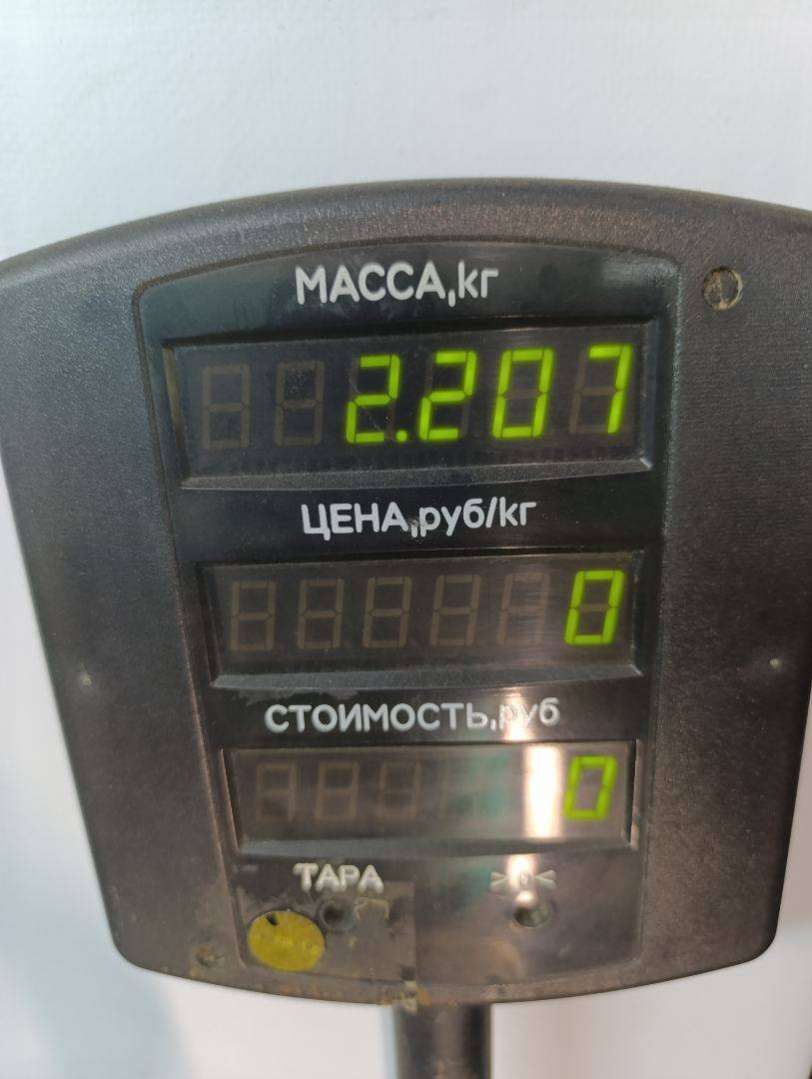 МАССА,кг
2.207
ЦЕНА,руб/кг
0
СТОИМОСТЬ,руб
0
ТАРА >0<